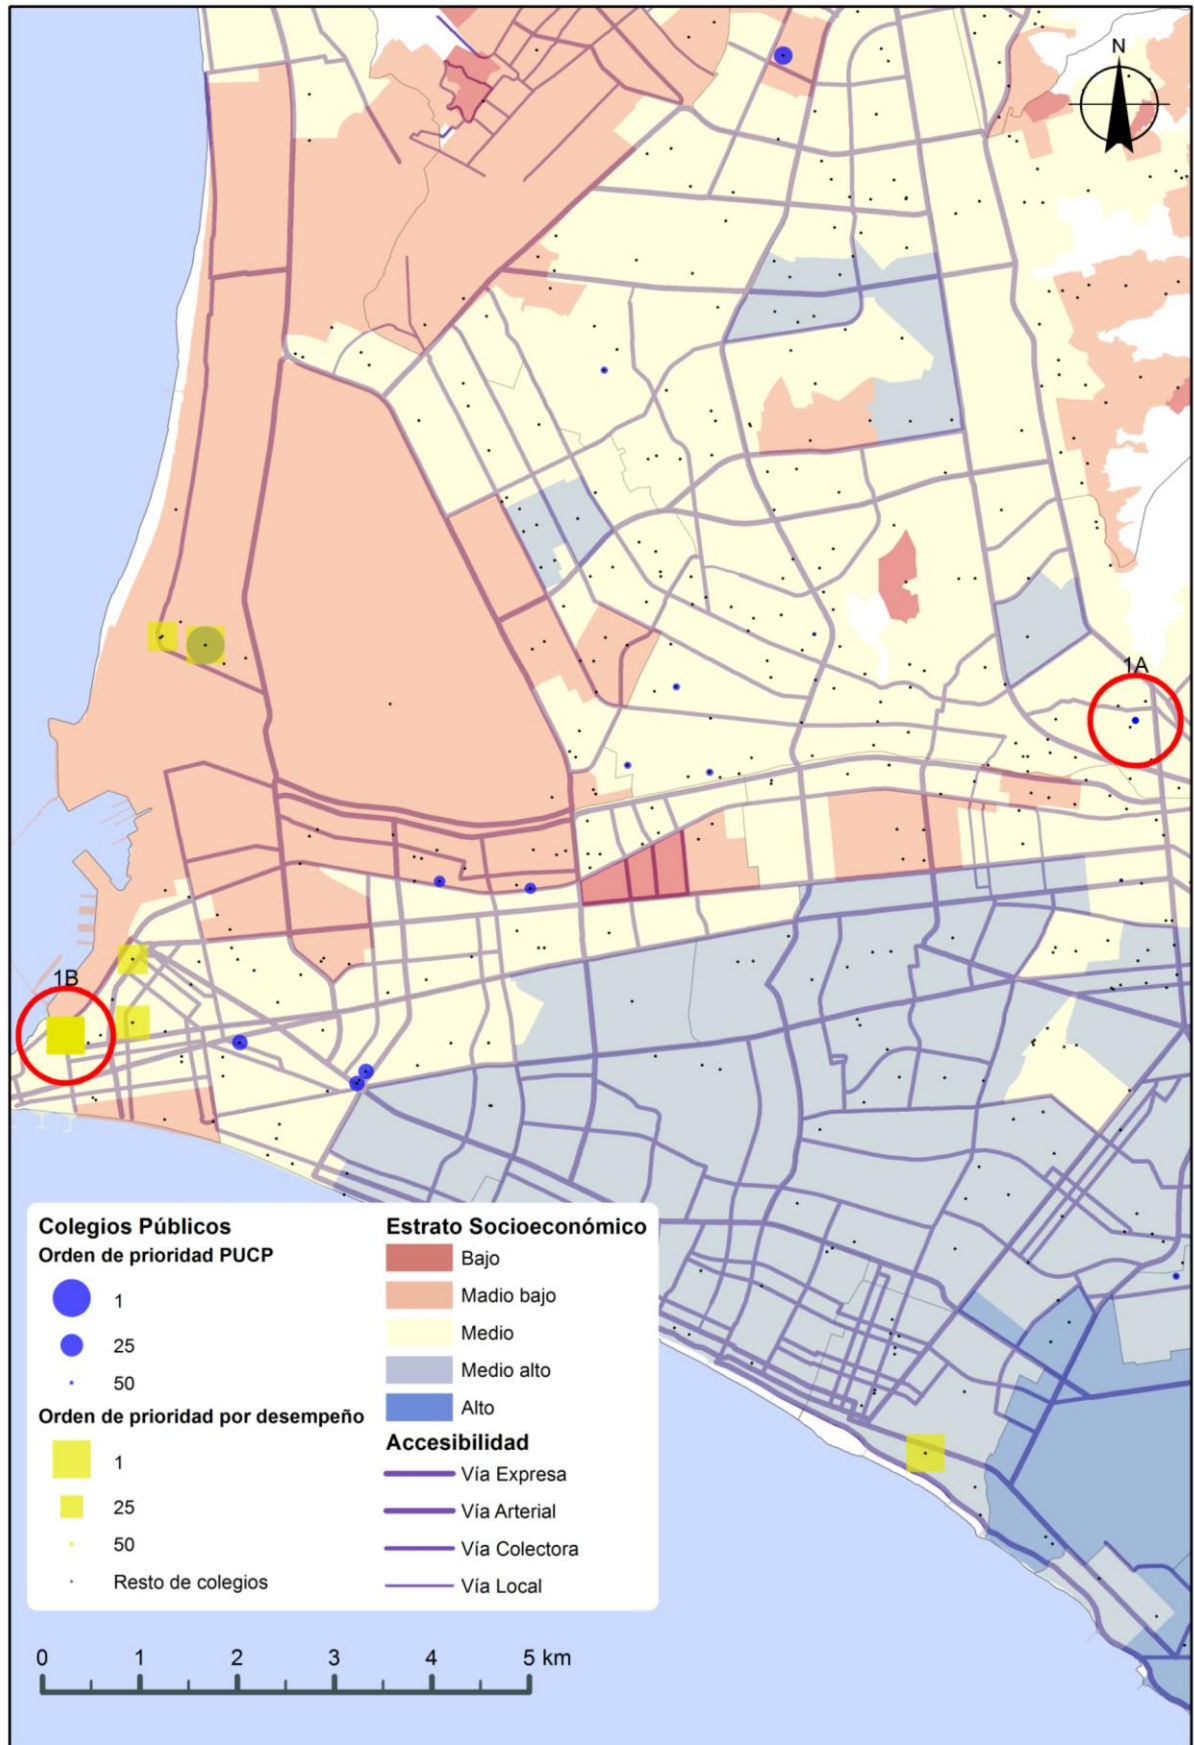 N
1A
1B
Colegios Públicos
Orden de prioridad PUCP
1
25
50
Orden de prioridad por desempeño
1
25
50
Resto de colegios
Estrato Socioeconómico
Bajo
Madio bajo
Medio
Medio alto
Alto
Accesibilidad
Vía Expresa
Vía Arterial
Vía Colectora
Vía Local
0 1 2 3 4 5 km